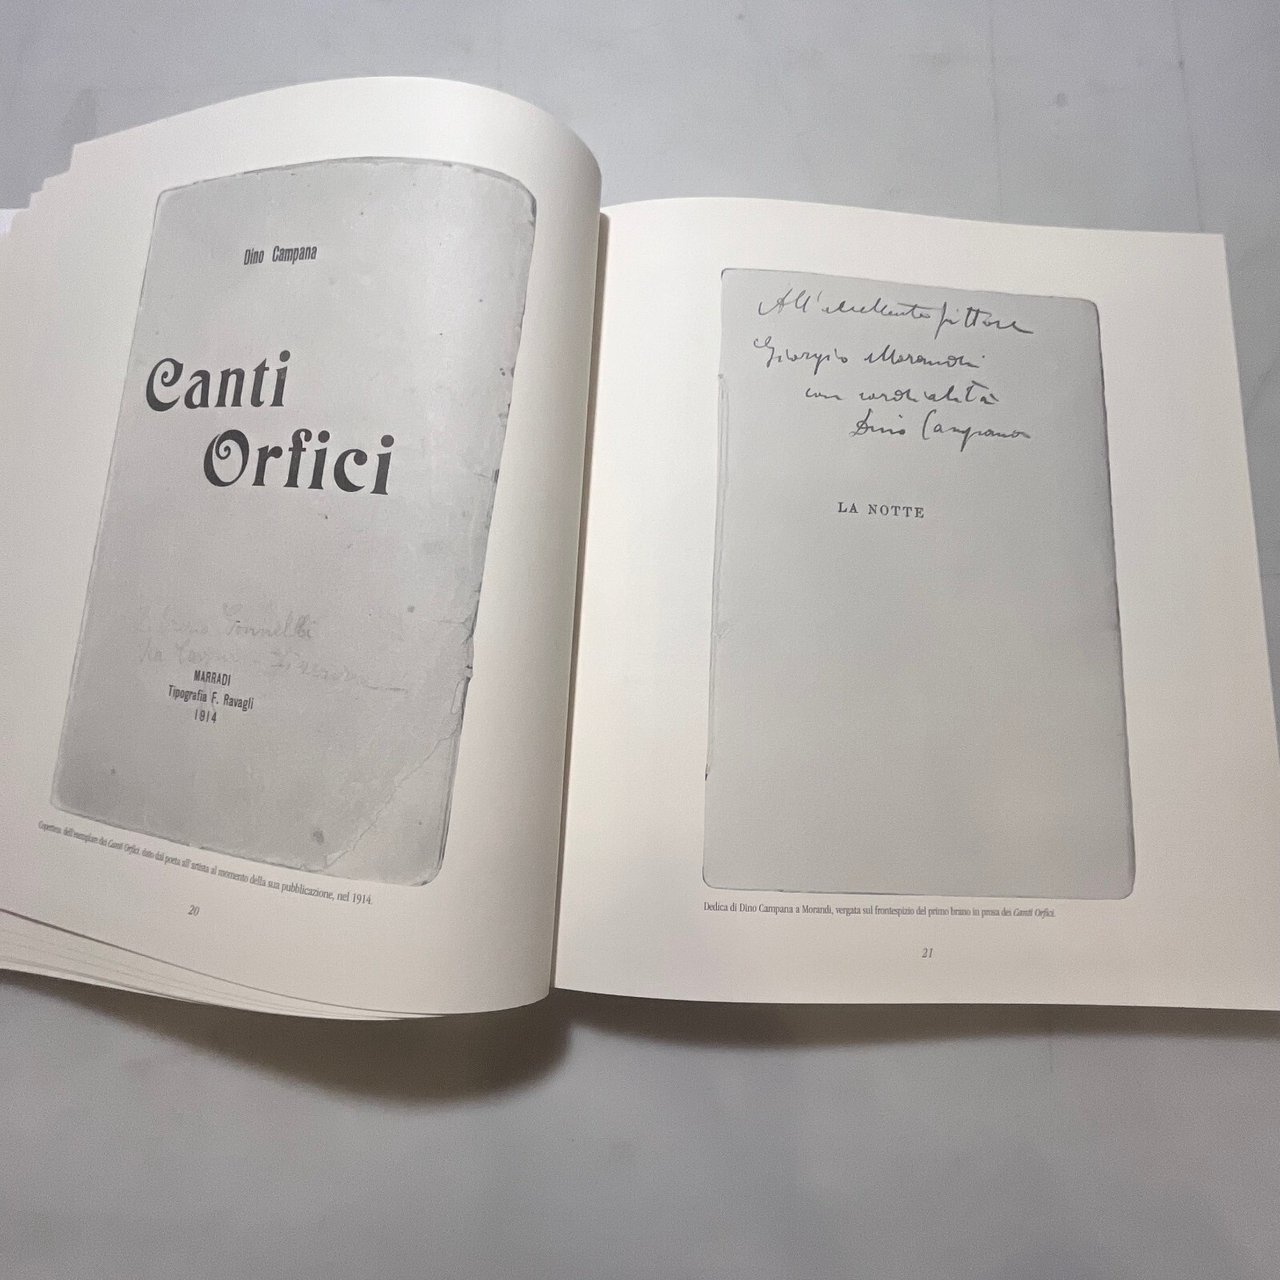 Dino Campana
Canti
Orfici
Tonnelli
MARRADI
Tipografia F. Ravagli
1914
Copertina dell'esemplare dei Canti Orfici, dato dal poeta all'artista al momento della sua pubblicazione, nel 1914.
20
All'eccellente pittore
Giorgio Morandi
con cordialità
Dino Campana
LA NOTTE
Dedica di Dino Campana a Morandi, vergata sul frontespizio del primo brano in prosa dei Canti Orfici.
21